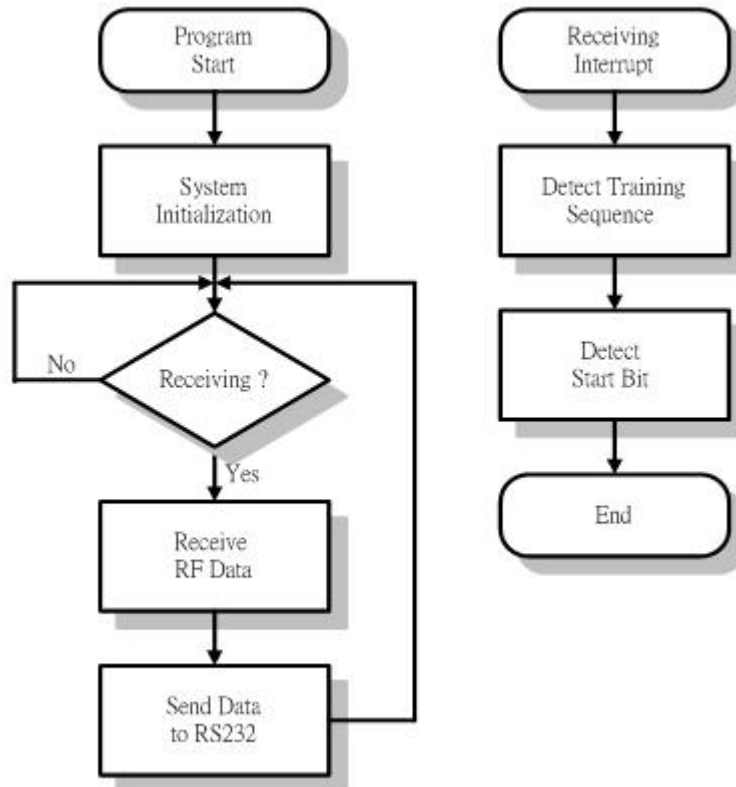 Program
Start
System
Initialization
No
Receiving ?
Yes
Receive
RF Data
Send Data
to RS232
Receiving
Interrupt
Detect Training
Sequence
Detect
Start Bit
End